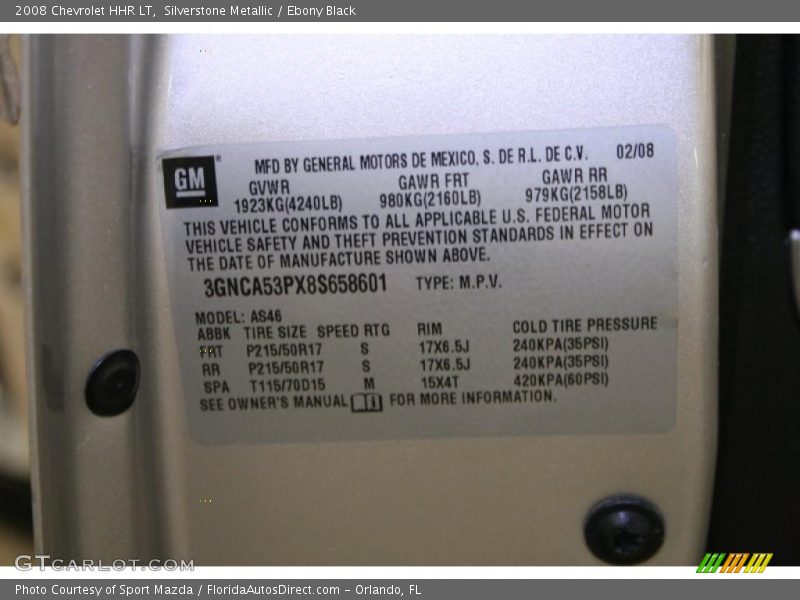 2008 Chevrolet HHR LT, Silverstone Metallic / Ebony Black
GM
MFD BY GENERAL MOTORS DE MEXICO, S. DE R.L. DE C.V. 02/08
GVWR GAWR FRT GAWR RR
1923KG(4240LB) 980KG(2160LB) 979KG(2158LB)
THIS VEHICLE CONFORMS TO ALL APPLICABLE U.S. FEDERAL MOTOR
VEHICLE SAFETY AND THEFT PREVENTION STANDARDS IN EFFECT ON
THE DATE OF MANUFACTURE SHOWN ABOVE.
3GNCA53PX8S658601 TYPE: M.P.V.
MODEL: AS46
ABBK TIRE SIZE SPEED RTG RIM COLD TIRE PRESSURE
FRT P215/50R17 S 17X6.5J 240KPA(35PSI)
RR P215/50R17 S 17X6.5J 240KPA(35PSI)
SPA T115/70D15 M 15X4T 420KPA(60PSI)
SEE OWNER'S MANUAL FOR MORE INFORMATION.
GTCARLOT.COM
Photo Courtesy of Sport Mazda / FloridaAutosDirect.com - Orlando, FL